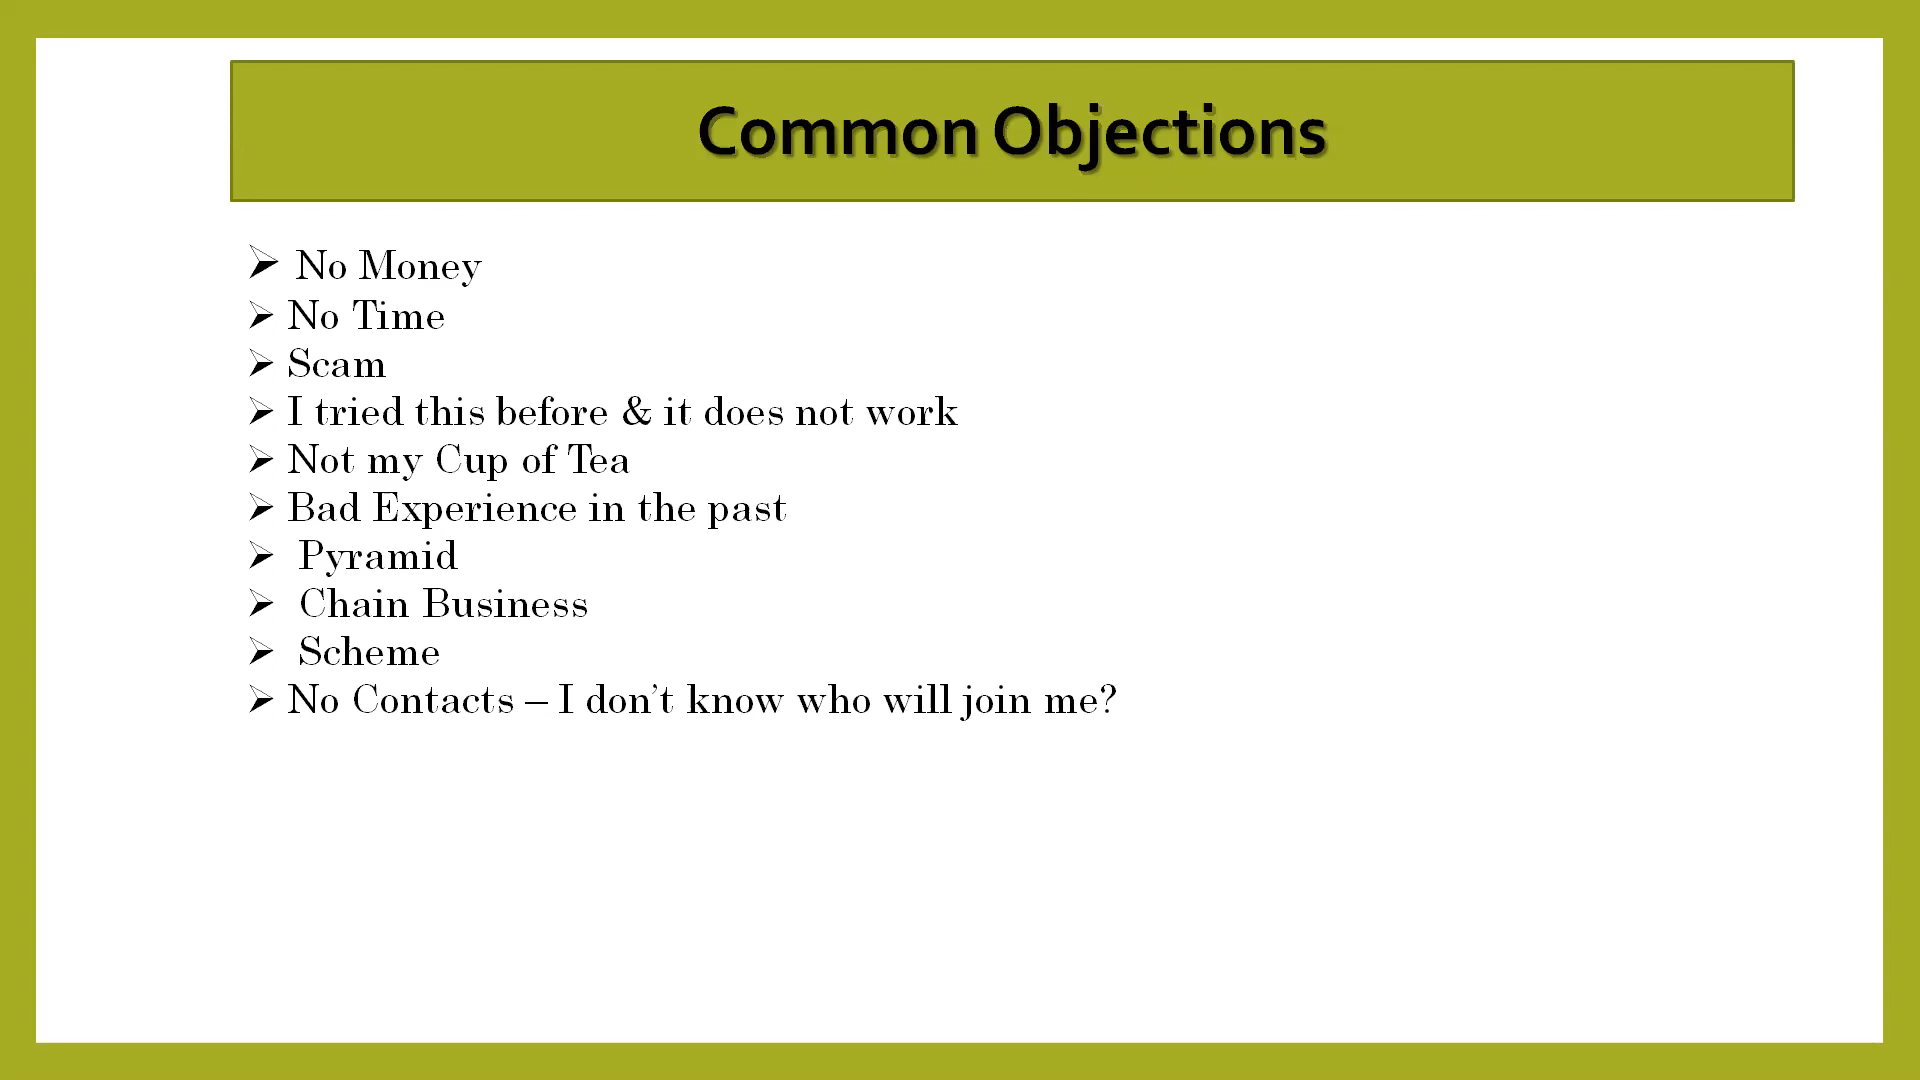 Common Objections
➢ No Money
➢ No Time
➢ Scam
➢ I tried this before & it does not work
➢ Not my Cup of Tea
➢ Bad Experience in the past
➢ Pyramid
➢ Chain Business
➢ Scheme
➢ No Contacts – I don’t know who will join me?